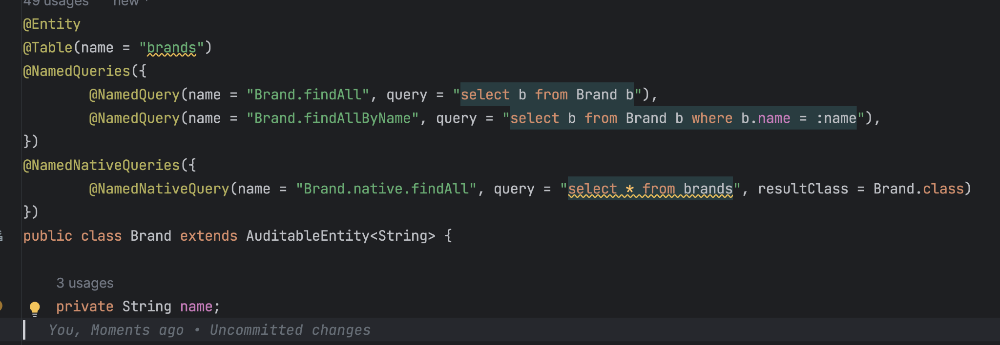 49 usages new *
@Entity
@Table(name = "brands")
@NamedQueries({
@NamedQuery(name = "Brand.findAll", query = "select b from Brand b"),
@NamedQuery(name = "Brand.findAllByName", query = "select b from Brand b where b.name = :name"),
})
@NamedNativeQueries({
@NamedNativeQuery(name = "Brand.native.findAll", query = "select * from brands", resultClass = Brand.class)
})
public class Brand extends AuditableEntity<String> {
3 usages
private String name;
You, Moments ago • Uncommitted changes